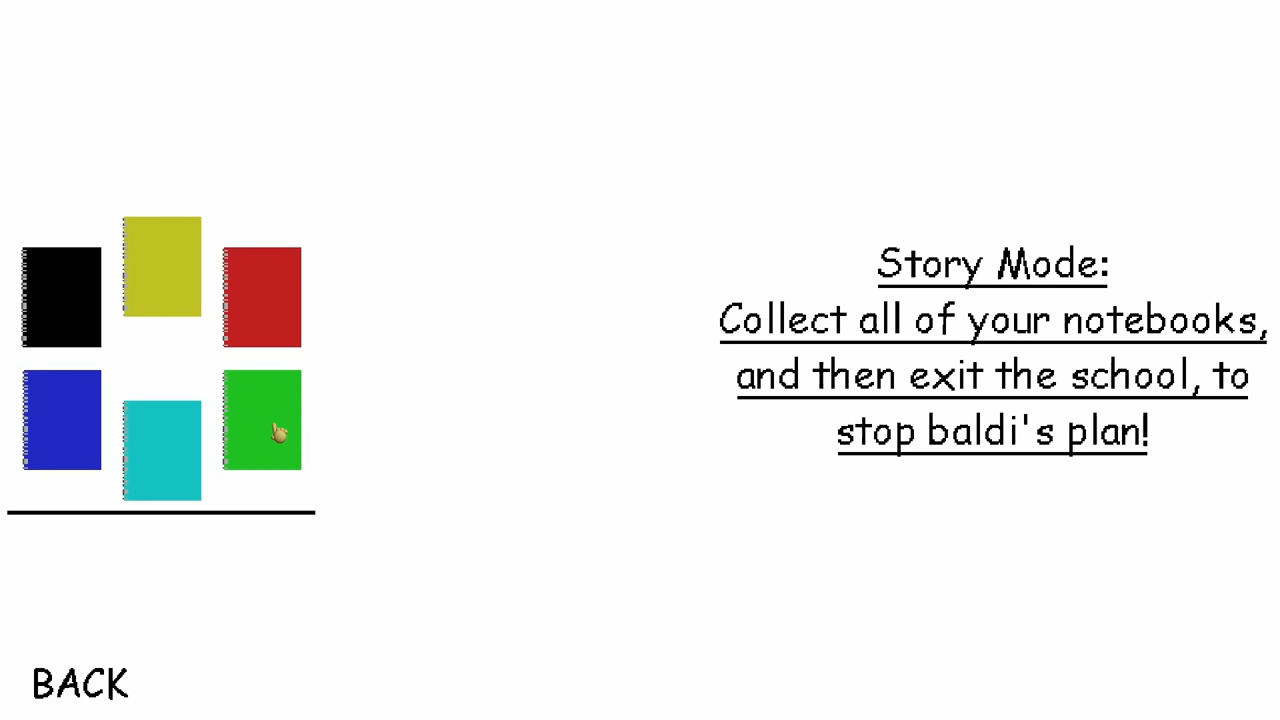 Story Mode:
Collect all of your notebooks,
and then exit the school, to
stop baldi's plan!
BACK